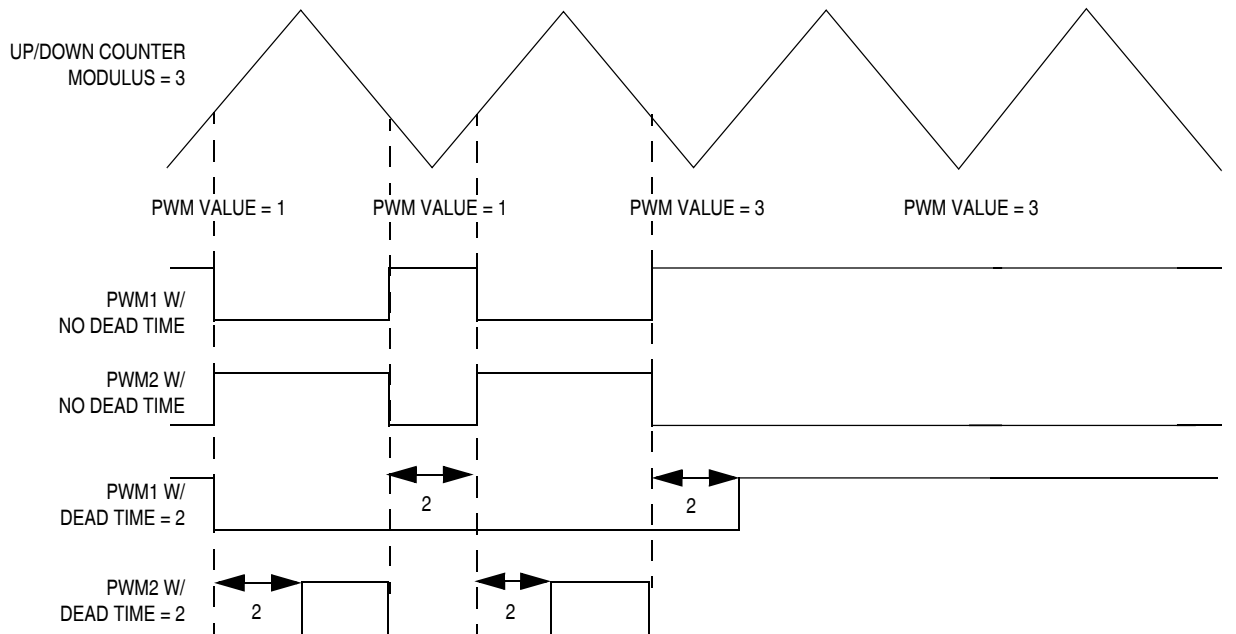 UP/DOWN COUNTER
MODULUS = 3
PWM VALUE = 1 PWM VALUE = 1 PWM VALUE = 3 PWM VALUE = 3
PWM1 W/
NO DEAD TIME
PWM2 W/
NO DEAD TIME
PWM1 W/
DEAD TIME = 2
2 2
PWM2 W/
DEAD TIME = 2
2 2